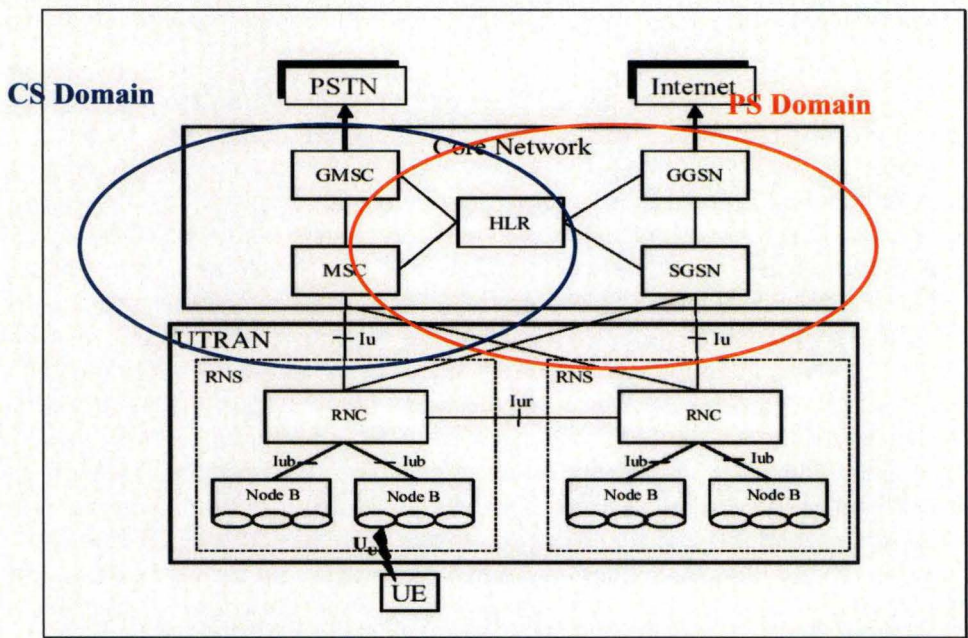 PSTN
Internet
CS Domain
PS Domain
Core Network
GMSC
GGSN
HLR
MSC
SGSN
UTRAN
Iu
Iu
RNS
RNS
Iur
RNC
RNC
Iub
Iub
Iub
Iub
Node B
Node B
Node B
Node B
Uu
UE